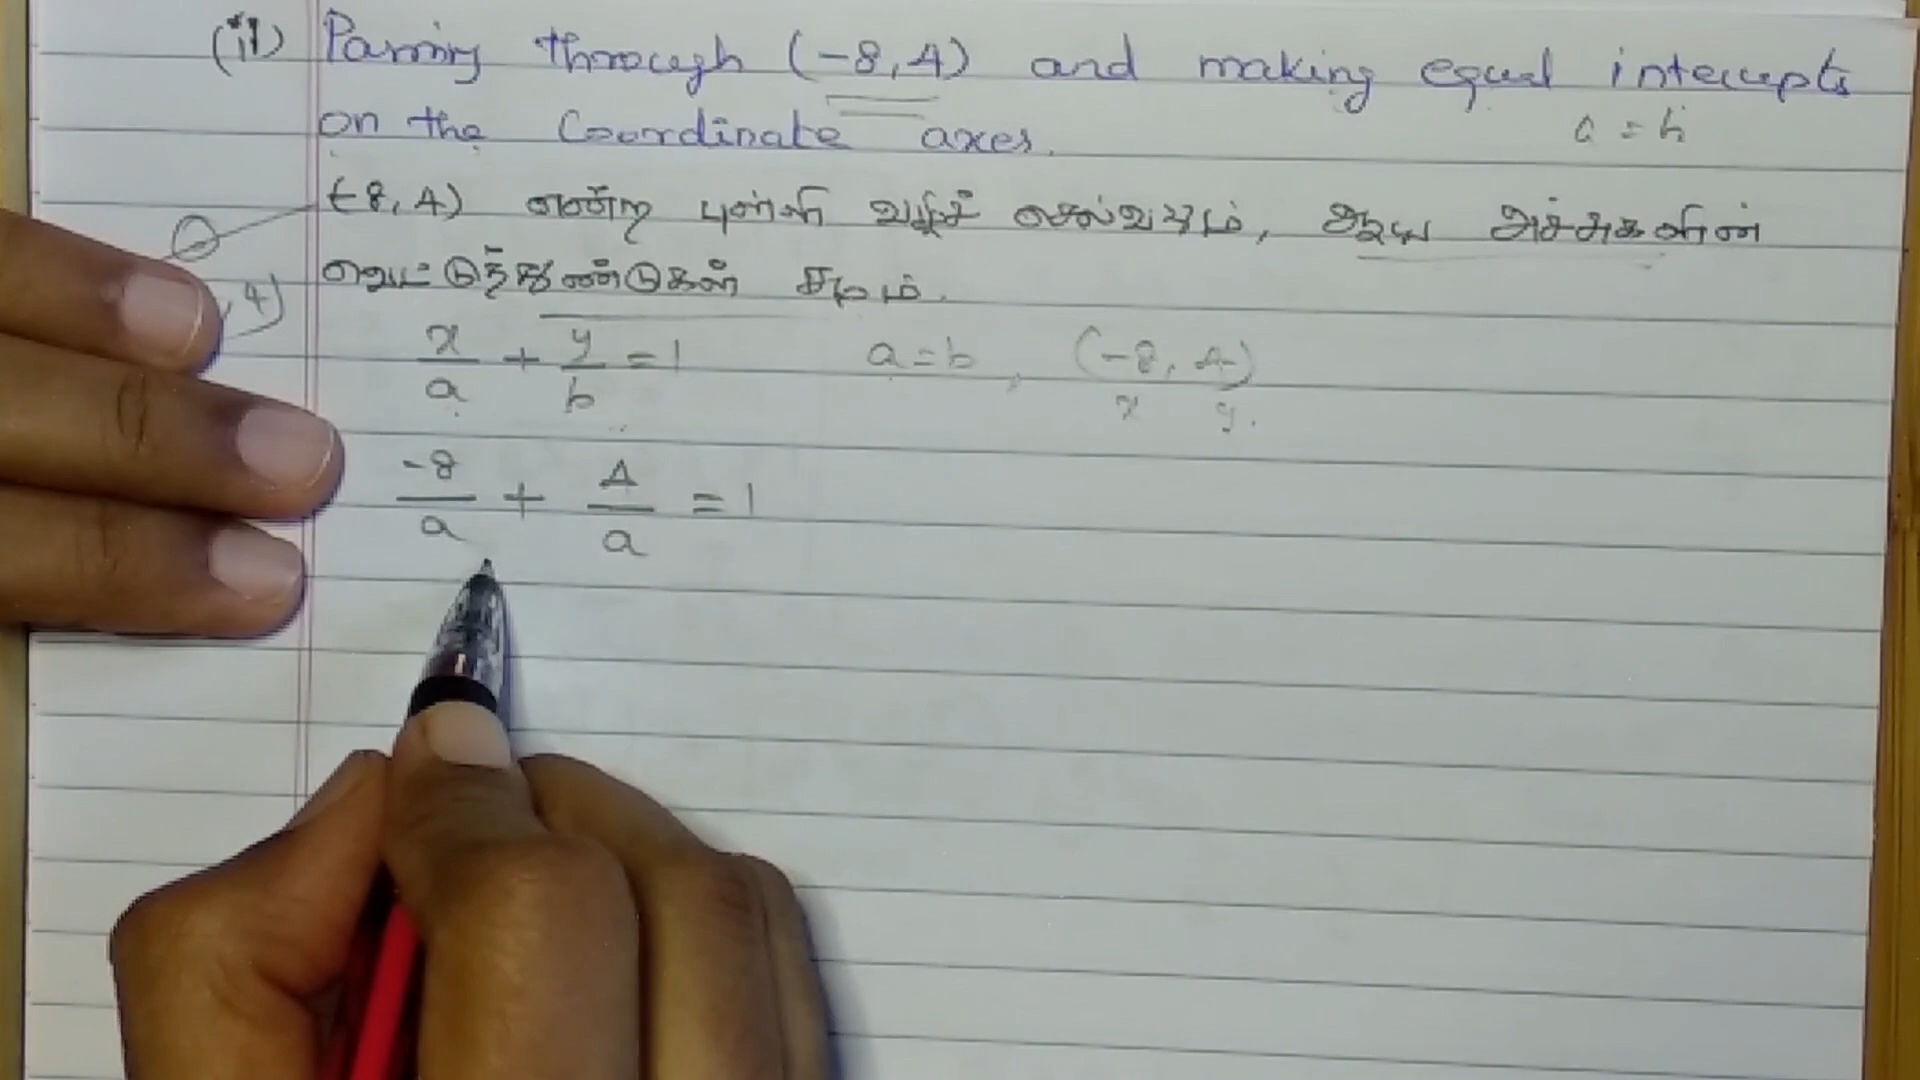 (ii) Passing through (-8,4) and making equal intercepts
on the Coordinate axes.
a = b
(-8,4) என்ற புள்ளி வழிச் செல்வதும், ஆய அச்சுகளின்
வெட்டுத்துண்டுகள் சமம்.
,4)
x/a + y/b = 1 a=b, (-8,4)
x y.
-8/a + 4/a = 1